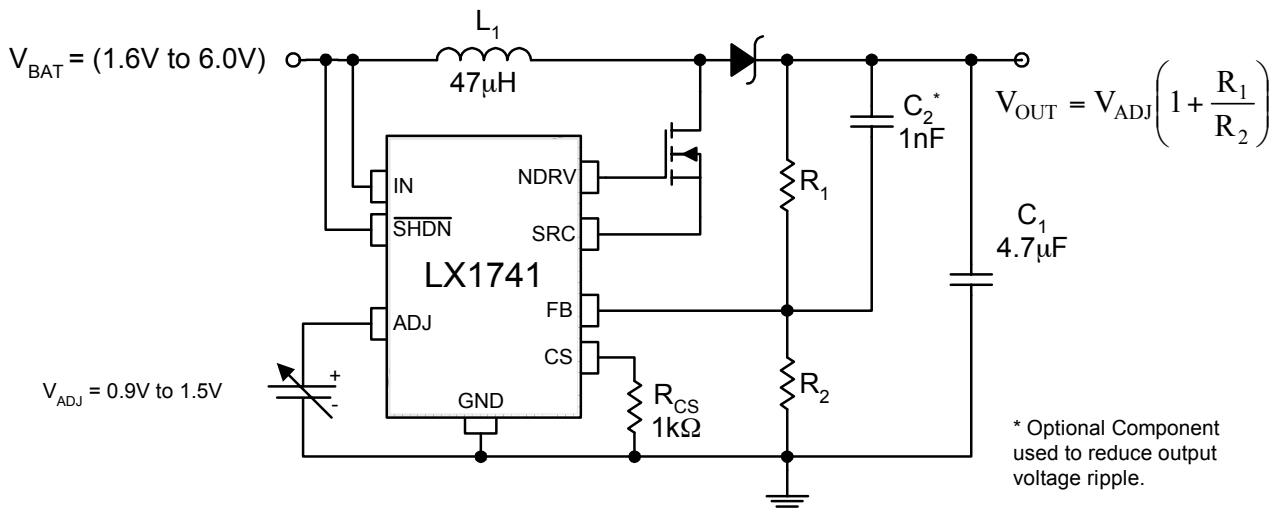 L₁
V_BAT = (1.6V to 6.0V)
47μH
C₂*
1nF
V_OUT = V_ADJ(1 + R₁/R₂)
NDRV
IN
R₁
SHDN
SRC
C₁
4.7μF
LX1741
FB
ADJ
CS
V_ADJ = 0.9V to 1.5V
+
-
GND
R_CS
1kΩ
R₂
* Optional Component
used to reduce output
voltage ripple.